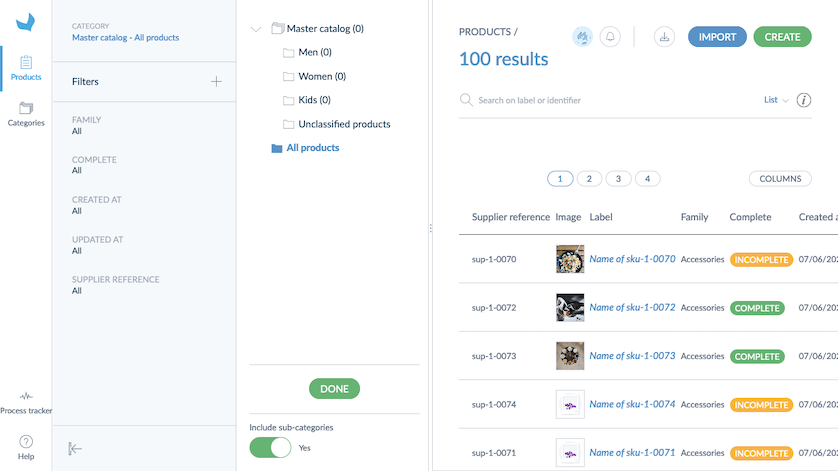 Products
Categories
Process tracker
Help
CATEGORY
Master catalog - All products
Filters
FAMILY
All
COMPLETE
All
CREATED AT
All
UPDATED AT
All
SUPPLIER REFERENCE
All
Master catalog (0)
Men (0)
Women (0)
Kids (0)
Unclassified products
All products
DONE
Include sub-categories
Yes
PRODUCTS /
IMPORT CREATE
100 results
Search on label or identifier List i
1 2 3 4 COLUMNS
Supplier reference Image Label Family Complete Created
sup-1-0070 Name of sku-1-0070 Accessories INCOMPLETE 07/06/20
sup-1-0072 Name of sku-1-0072 Accessories COMPLETE 07/06/20
sup-1-0073 Name of sku-1-0073 Accessories COMPLETE 07/06/20
sup-1-0074 Name of sku-1-0074 Accessories INCOMPLETE 07/06/20
sup-1-0071 Name of sku-1-0071 Accessories INCOMPLETE 07/06/20